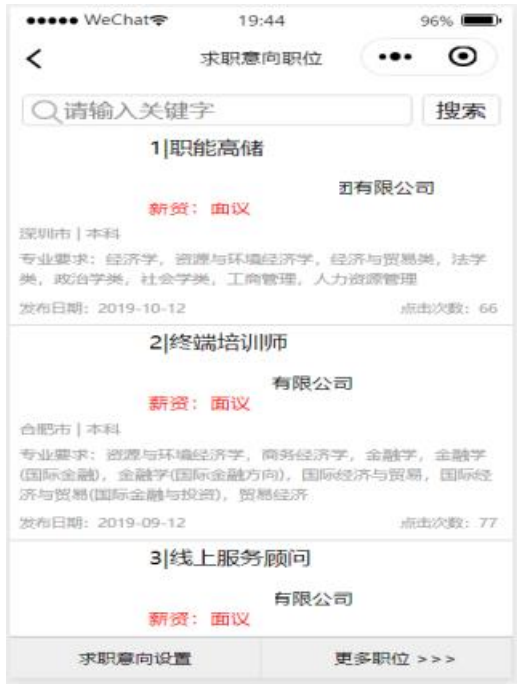 WeChat 19:44 96%
求职意向职位
请输入关键字 搜索
1|职能高储
团有限公司
薪资：面议
深圳市 | 本科
专业要求：经济学，资源与环境经济学，经济与贸易类，法学
类，政治学类，社会学类，工商管理，人力资源管理
发布日期：2019-10-12 点击次数：66
2|终端培训师
有限公司
薪资：面议
合肥市 | 本科
专业要求：资源与环境经济学，商务经济学，金融学，金融学
(国际金融)，金融学(国际金融方向)，国际经济与贸易，国际经
济与贸易(国际金融与投资)，贸易经济
发布日期：2019-09-12 点击次数：77
3|线上服务顾问
有限公司
薪资：面议
求职意向设置 更多职位 >>>